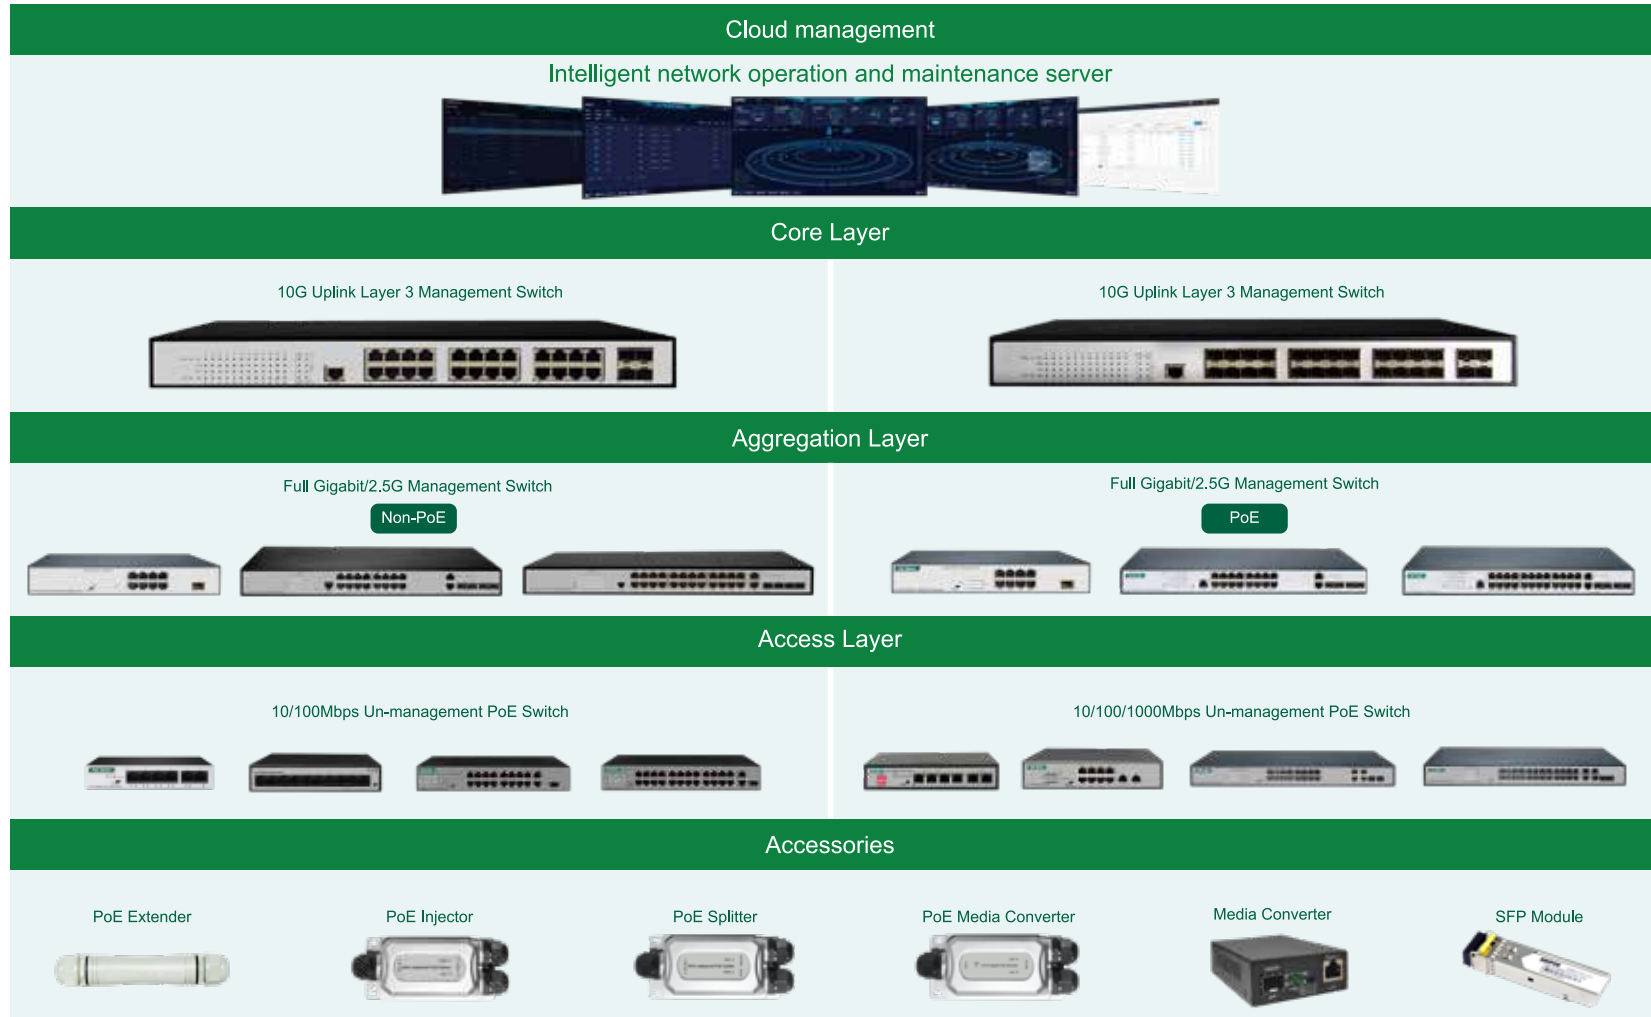 Cloud management
Intelligent network operation and maintenance server
Core Layer
10G Uplink Layer 3 Management Switch
10G Uplink Layer 3 Management Switch
Aggregation Layer
Full Gigabit/2.5G Management Switch
Non-PoE
Full Gigabit/2.5G Management Switch
PoE
Access Layer
10/100Mbps Un-management PoE Switch
10/100/1000Mbps Un-management PoE Switch
Accessories
PoE Extender
PoE Injector
PoE Splitter
PoE Media Converter
Media Converter
SFP Module